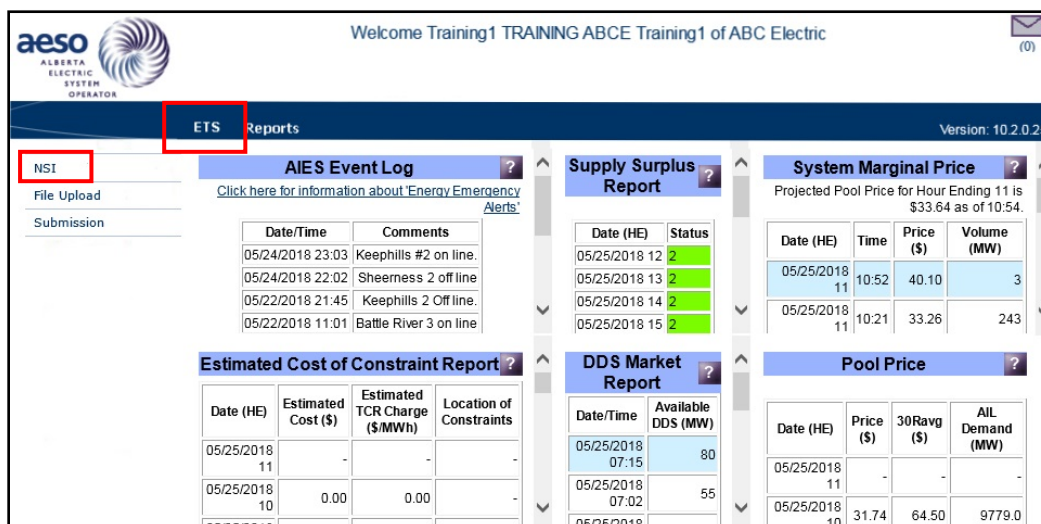 aeso
ALBERTA
ELECTRIC
SYSTEM
OPERATOR
Welcome Training1 TRAINING ABCE Training1 of ABC Electric
(0)
ETS Reports
Version: 10.2.0.2
NSI
File Upload
Submission
AIES Event Log ?
Click here for information about 'Energy Emergency
Alerts'
Date/Time Comments
05/24/2018 23:03 Keephills #2 on line.
05/24/2018 22:02 Sheerness 2 off line
05/22/2018 21:45 Keephills 2 Off line.
05/22/2018 11:01 Battle River 3 on line
Supply Surplus ?
Report
Date (HE) Status
05/25/2018 12 2
05/25/2018 13 2
05/25/2018 14 2
05/25/2018 15 2
System Marginal Price ?
Projected Pool Price for Hour Ending 11 is
$33.64 as of 10:54.
Date (HE) Time Price ($) Volume (MW)
05/25/2018 11 10:52 40.10 3
05/25/2018 11 10:21 33.26 243
Estimated Cost of Constraint Report ?
Date (HE) Estimated Cost ($) Estimated TCR Charge ($/MWh) Location of Constraints
05/25/2018 11 - - -
05/25/2018 10 0.00 0.00 -
DDS Market ?
Report
Date/Time Available DDS (MW)
05/25/2018 07:15 80
05/25/2018 07:02 55
05/25/2018
Pool Price ?
Date (HE) Price ($) 30Ravg ($) AIL Demand (MW)
05/25/2018 11 - - -
05/25/2018 10 31.74 64.50 9779.0